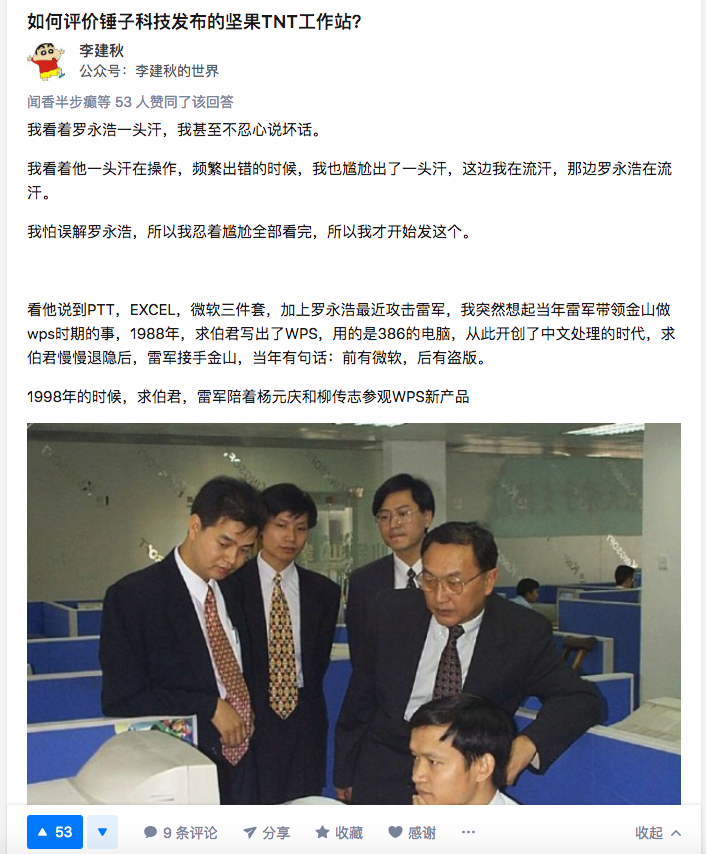 如何评价锤子科技发布的坚果TNT工作站?
李建秋
公众号：李建秋的世界
闻香半步癫等 53 人赞同了该回答
我看着罗永浩一头汗，我甚至不忍心说坏话。
我看着他一头汗在操作，频繁出错的时候，我也尴尬出了一头汗，这边我在流汗，那边罗永浩在流
汗。
我怕误解罗永浩，所以我忍着尴尬全部看完，所以我才开始发这个。
看他说到PTT，EXCEL，微软三件套，加上罗永浩最近攻击雷军，我突然想起当年雷军带领金山做
wps时期的事，1988年，求伯君写出了WPS，用的是386的电脑，从此开创了中文处理的时代，求
伯君慢慢退隐后，雷军接手金山，当年有句话：前有微软，后有盗版。
1998年的时候，求伯君，雷军陪着杨元庆和柳传志参观WPS新产品
53
9 条评论
分享
收藏
感谢
收起